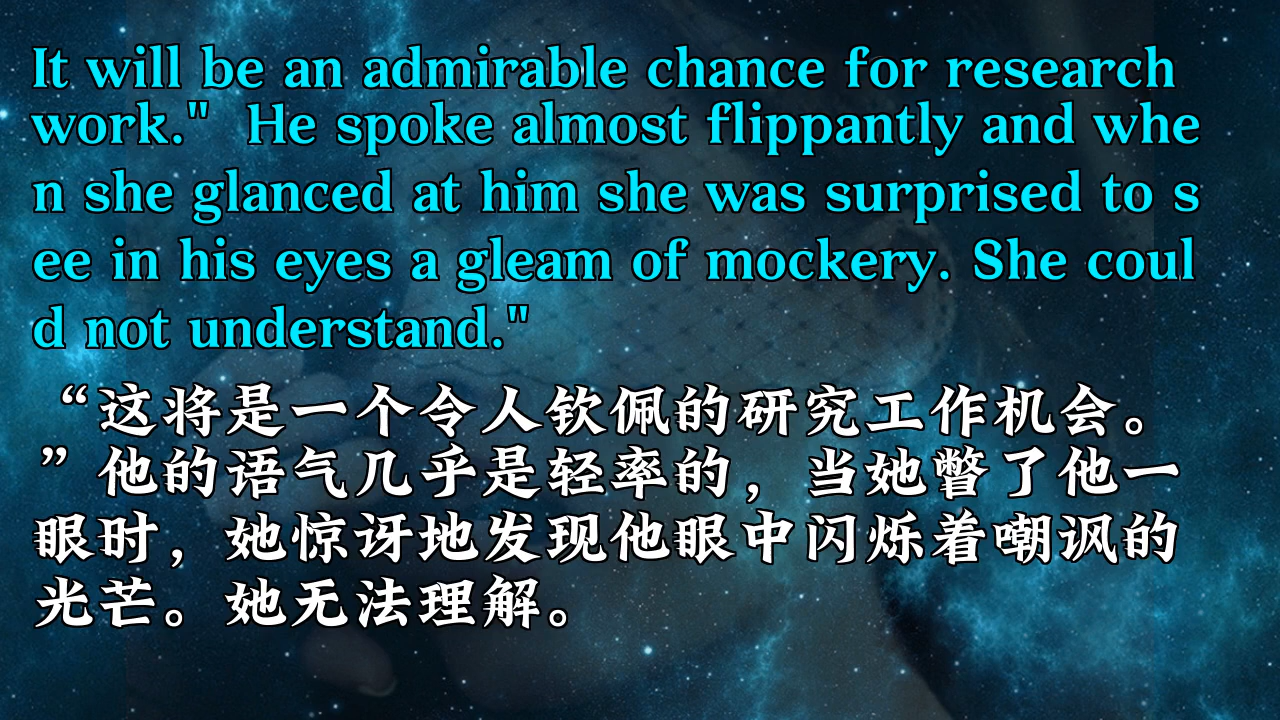 It will be an admirable chance for research
work."  He spoke almost flippantly and whe
n she glanced at him she was surprised to s
ee in his eyes a gleam of mockery. She coul
d not understand."
“这将是一个令人钦佩的研究工作机会。
”他的语气几乎是轻率的，当她瞥了他一
眼时，她惊讶地发现他眼中闪烁着嘲讽的
光芒。她无法理解。